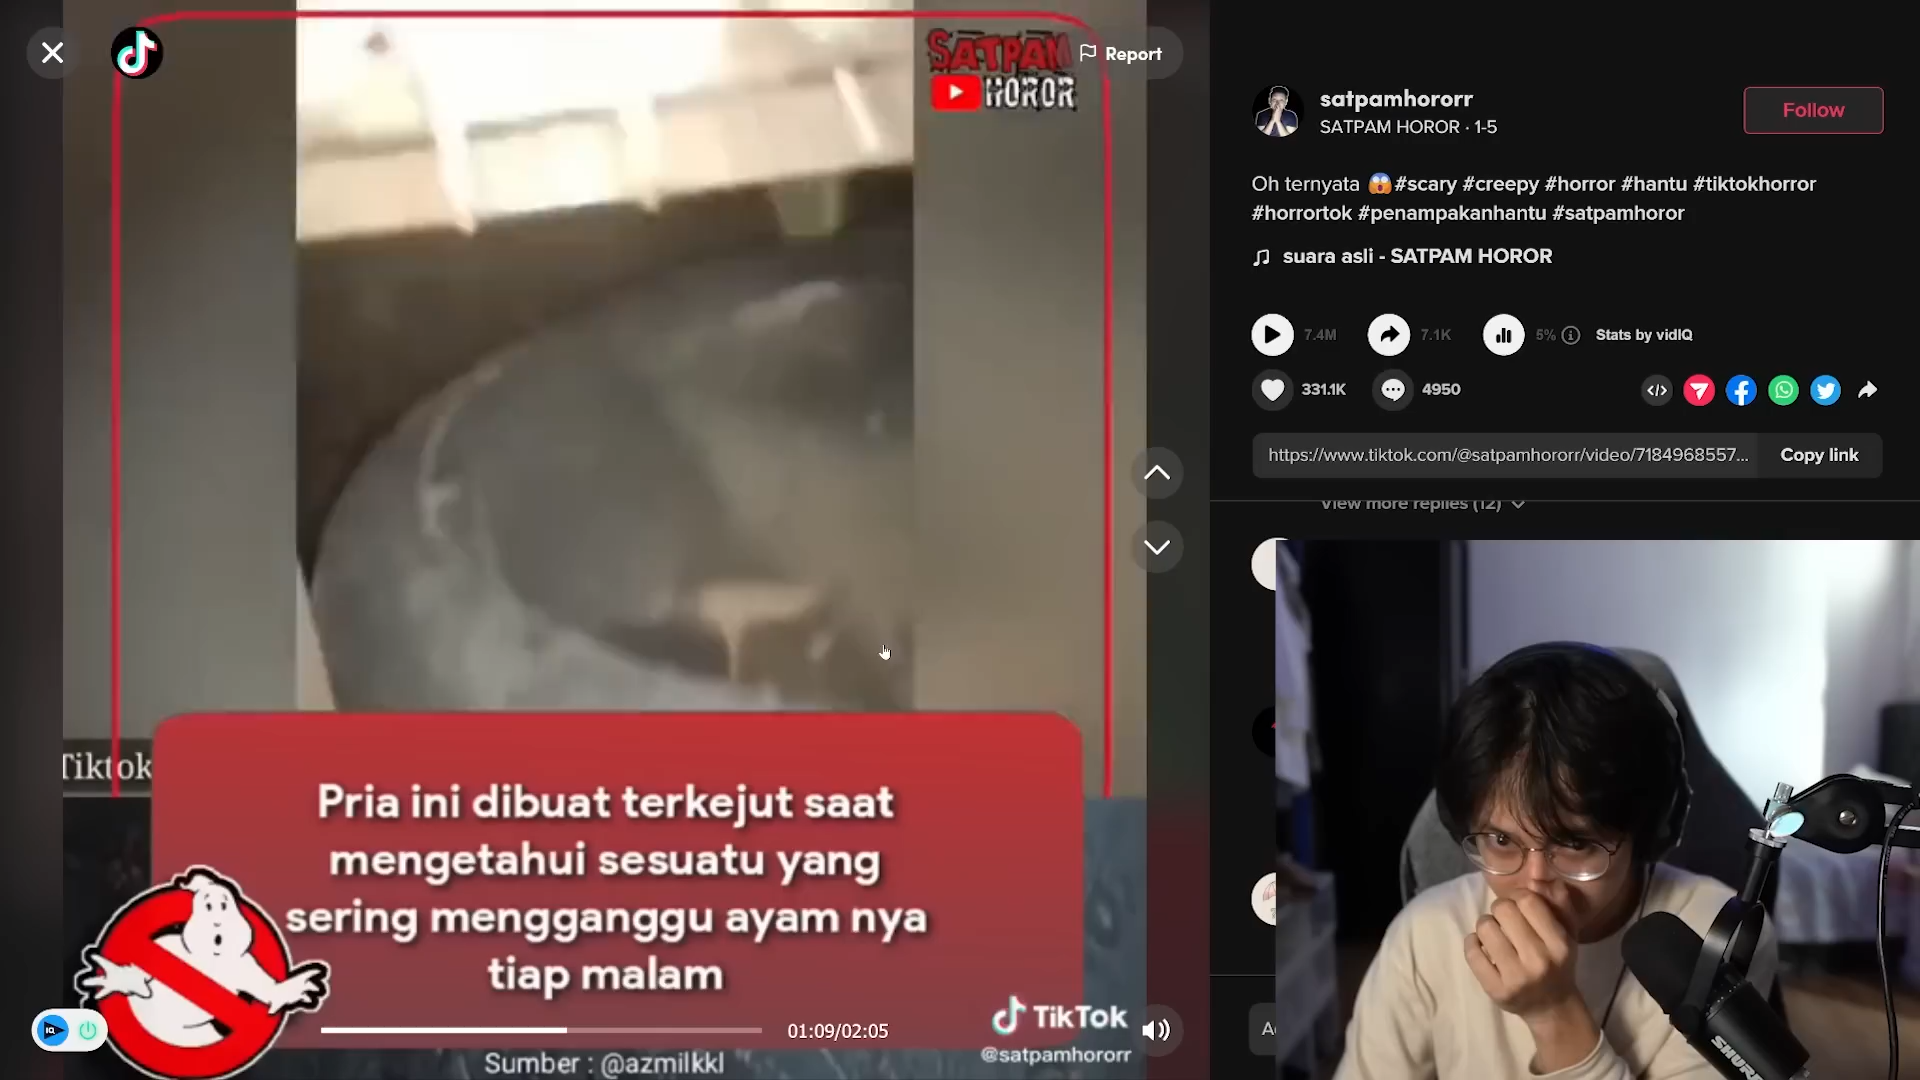 SATPAM
HOROR
Report
Tiktok
Pria ini dibuat terkejut saat
mengetahui sesuatu yang
sering mengganggu ayam nya
tiap malam
01:09/02:05
TikTok
@satpamhororr
Sumber : @azmilkkl
satpamhororr
SATPAM HOROR · 1-5
Follow
Oh ternyata 😱#scary #creepy #horror #hantu #tiktokhorror
#horrortok #penampakanhantu #satpamhoror
suara asli - SATPAM HOROR
7.4M
7.1K
5%
Stats by vidIQ
331.1K
4950
https://www.tiktok.com/@satpamhororr/video/7184968557...
Copy link
View more replies (12)
SHURE